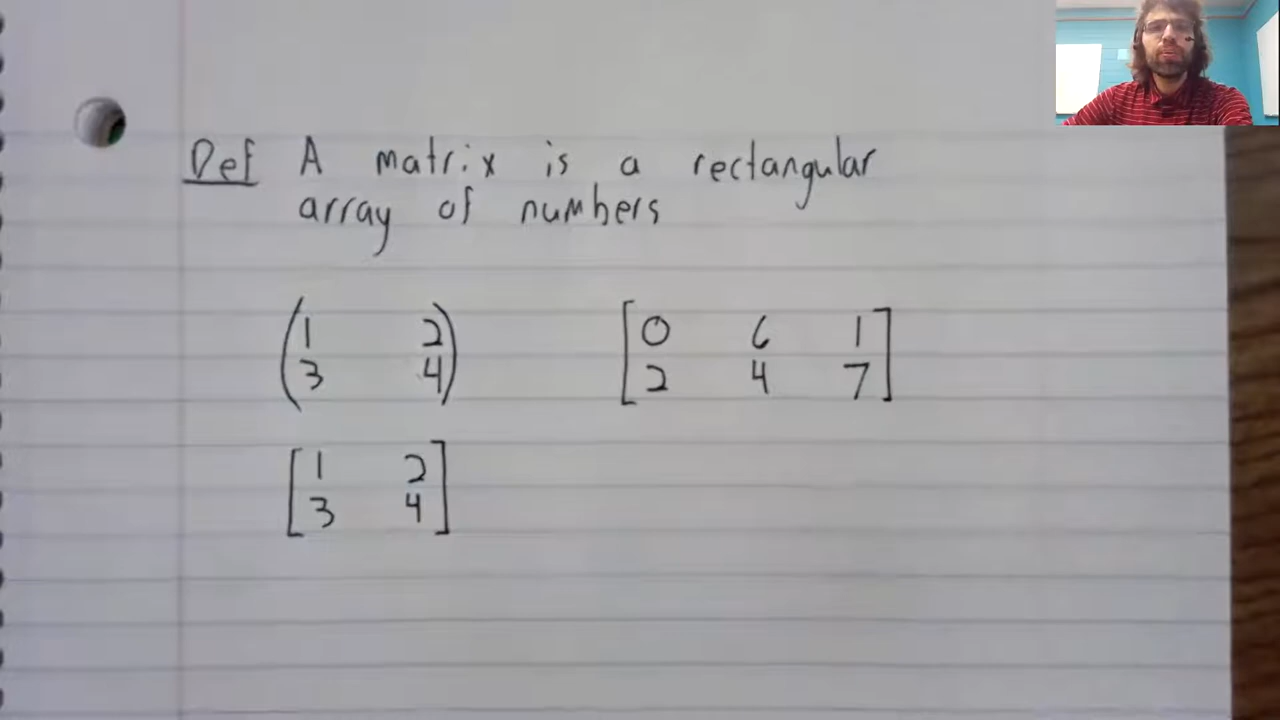 Def A matrix is a rectangular
array of numbers
1 2 0 6 1
3 4 2 4 7
1 2
3 4